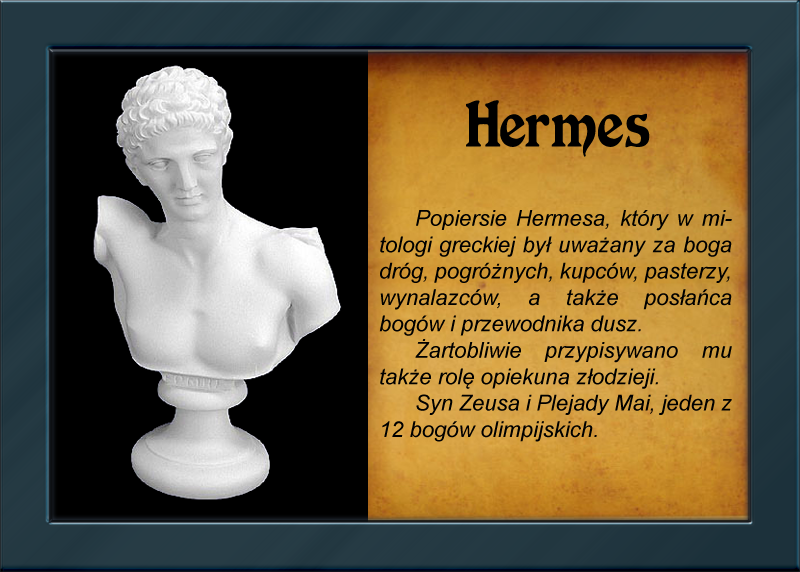 Hermes
Popiersie Hermesa, który w mi-
tologi greckiej był uważany za boga
dróg, pogróżnych, kupców, pasterzy,
wynalazców, a także posłańca
bogów i przewodnika dusz.
Żartobliwie przypisywano mu
także rolę opiekuna złodzieji.
Syn Zeusa i Plejady Mai, jeden z
12 bogów olimpijskich.